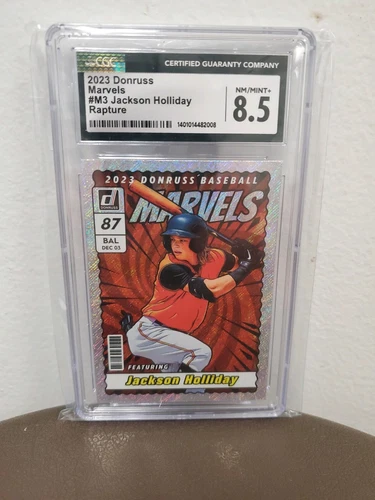 CGC
CERTIFIED GUARANTY COMPANY
2023 Donruss
Marvels
#M3 Jackson Holliday
Rapture
NM/MINT+
8.5
1401014482008
2023 DONRUSS BASEBALL
MARVELS
D
DONRUSS
87
BAL
DEC 03
FEATURING
Jackson Holliday